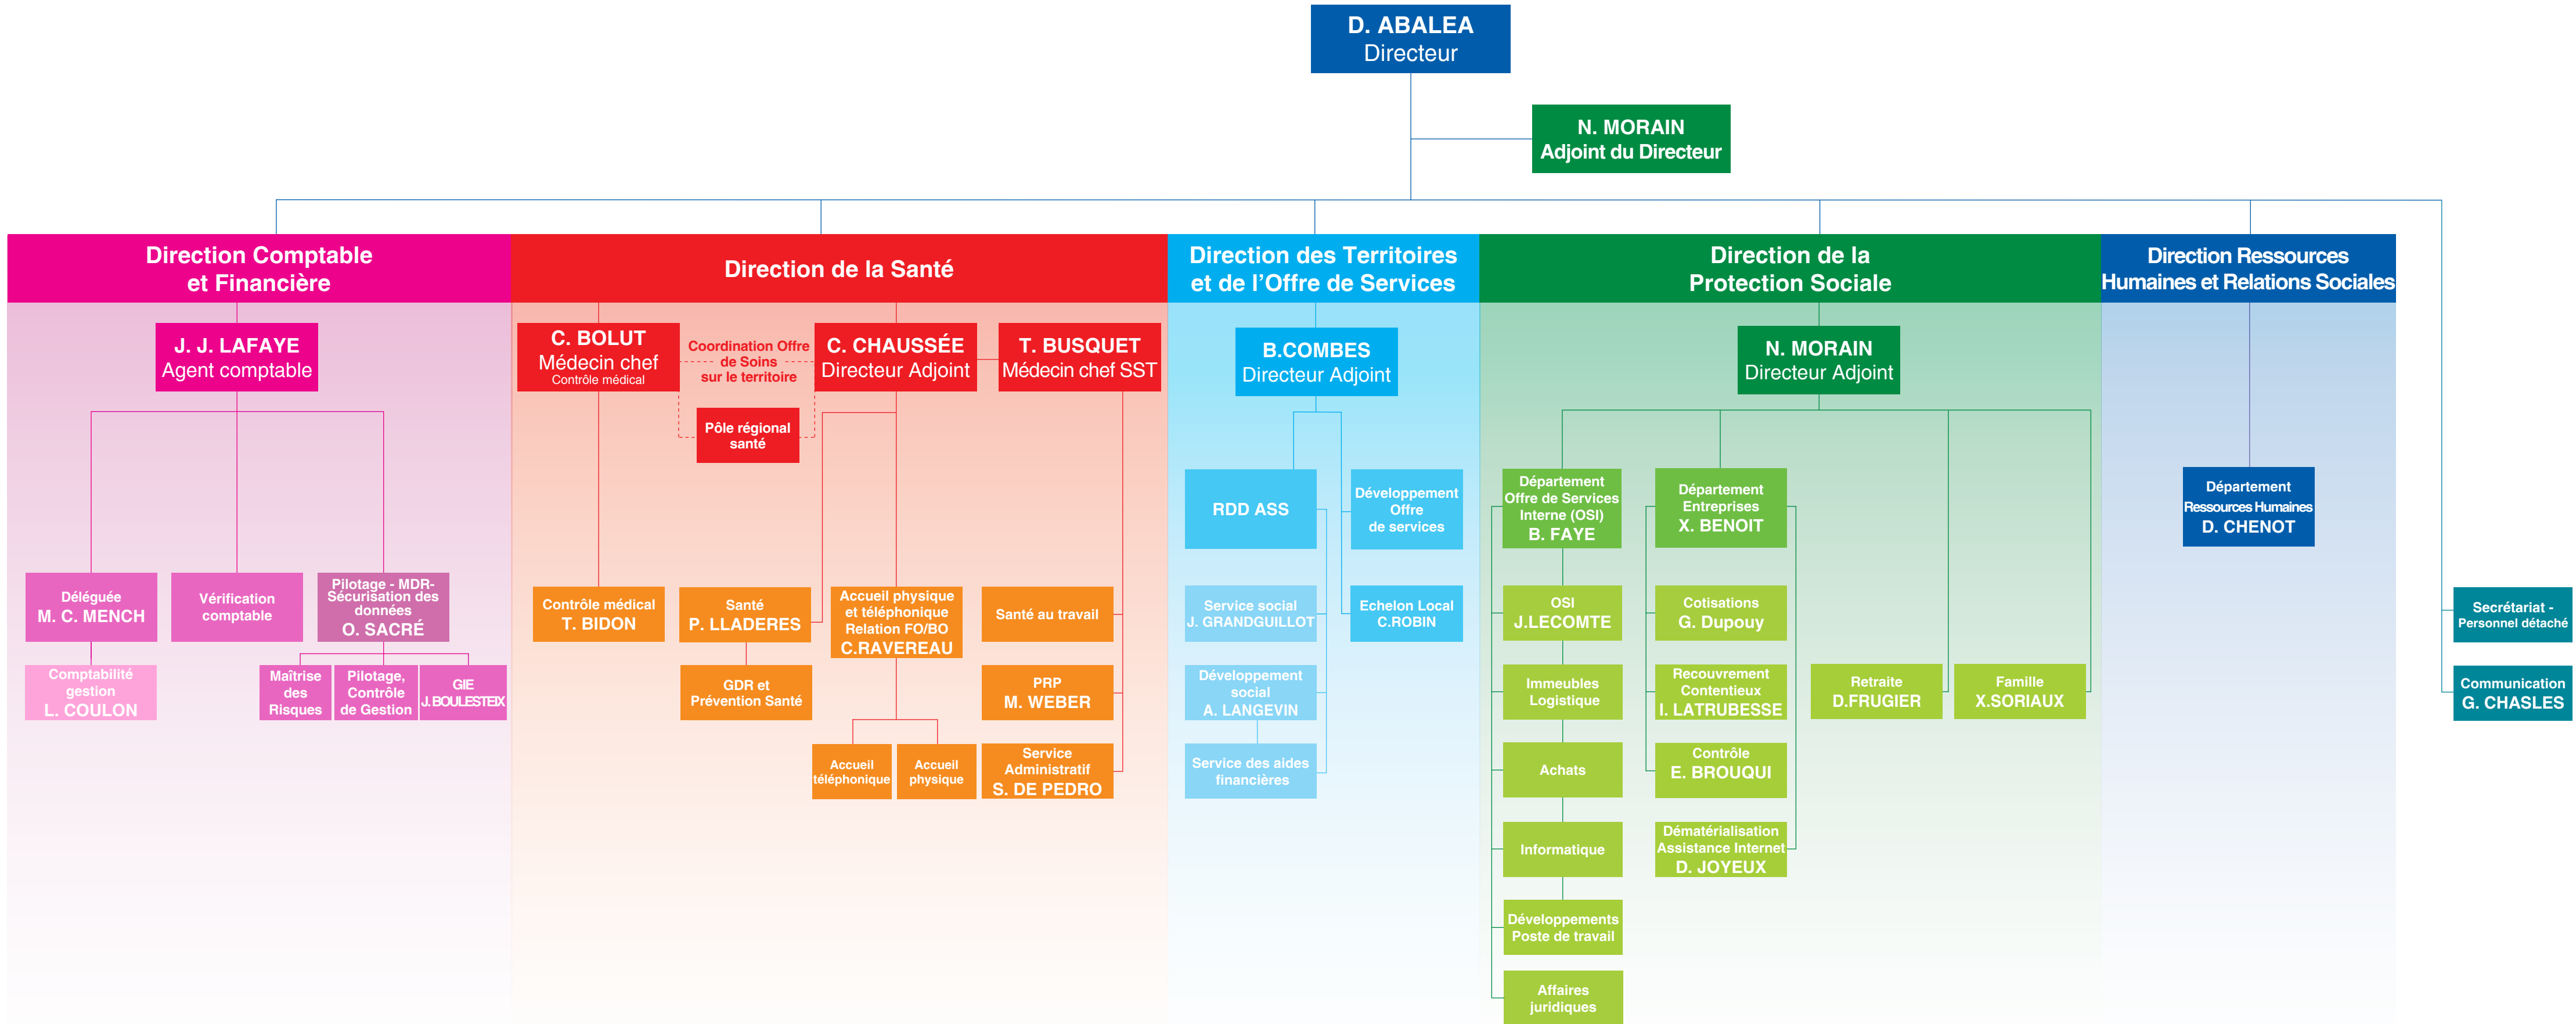 D. ABALEA
Directeur
N. MORAIN
Adjoint du Directeur
Direction Comptable
et Financière
Direction de la Santé
Direction des Territoires
et de l'Offre de Services
Direction de la
Protection Sociale
Direction Ressources
Humaines et Relations Sociales
J. J. LAFAYE
Agent comptable
C. BOLUT
Médecin chef
Contrôle médical
Coordination Offre
de Soins
sur le territoire
C. CHAUSSÉE
Directeur Adjoint
T. BUSQUET
Médecin chef SST
Pôle régional
santé
B.COMBES
Directeur Adjoint
N. MORAIN
Directeur Adjoint
Déléguée
M. C. MENCH
Vérification
comptable
Pilotage - MDR-
Sécurisation des
données
O. SACRÉ
Comptabilité
gestion
L. COULON
Maîtrise
des
Risques
Pilotage,
Contrôle
de Gestion
GIE
J. BOULESTEIX
Contrôle médical
T. BIDON
Santé
P. LLADERES
Accueil physique
et téléphonique
Relation FO/BO
C.RAVEREAU
Santé au travail
GDR et
Prévention Santé
PRP
M. WEBER
Accueil
téléphonique
Accueil
physique
Service
Administratif
S. DE PEDRO
RDD ASS
Développement
Offre
de services
Service social
J. GRANDGUILLOT
Echelon Local
C.ROBIN
Développement
social
A. LANGEVIN
Service des aides
financières
Département
Offre de Services
Interne (OSI)
B. FAYE
Département
Entreprises
X. BENOIT
OSI
J.LECOMTE
Cotisations
G. Dupouy
Immeubles
Logistique
Recouvrement
Contentieux
I. LATRUBESSE
Retraite
D.FRUGIER
Famille
X.SORIAUX
Achats
Contrôle
E. BROUQUI
Informatique
Dématérialisation
Assistance Internet
D. JOYEUX
Développements
Poste de travail
Affaires
juridiques
Département
Ressources Humaines
D. CHENOT
Secrétariat -
Personnel détaché
Communication
G. CHASLES